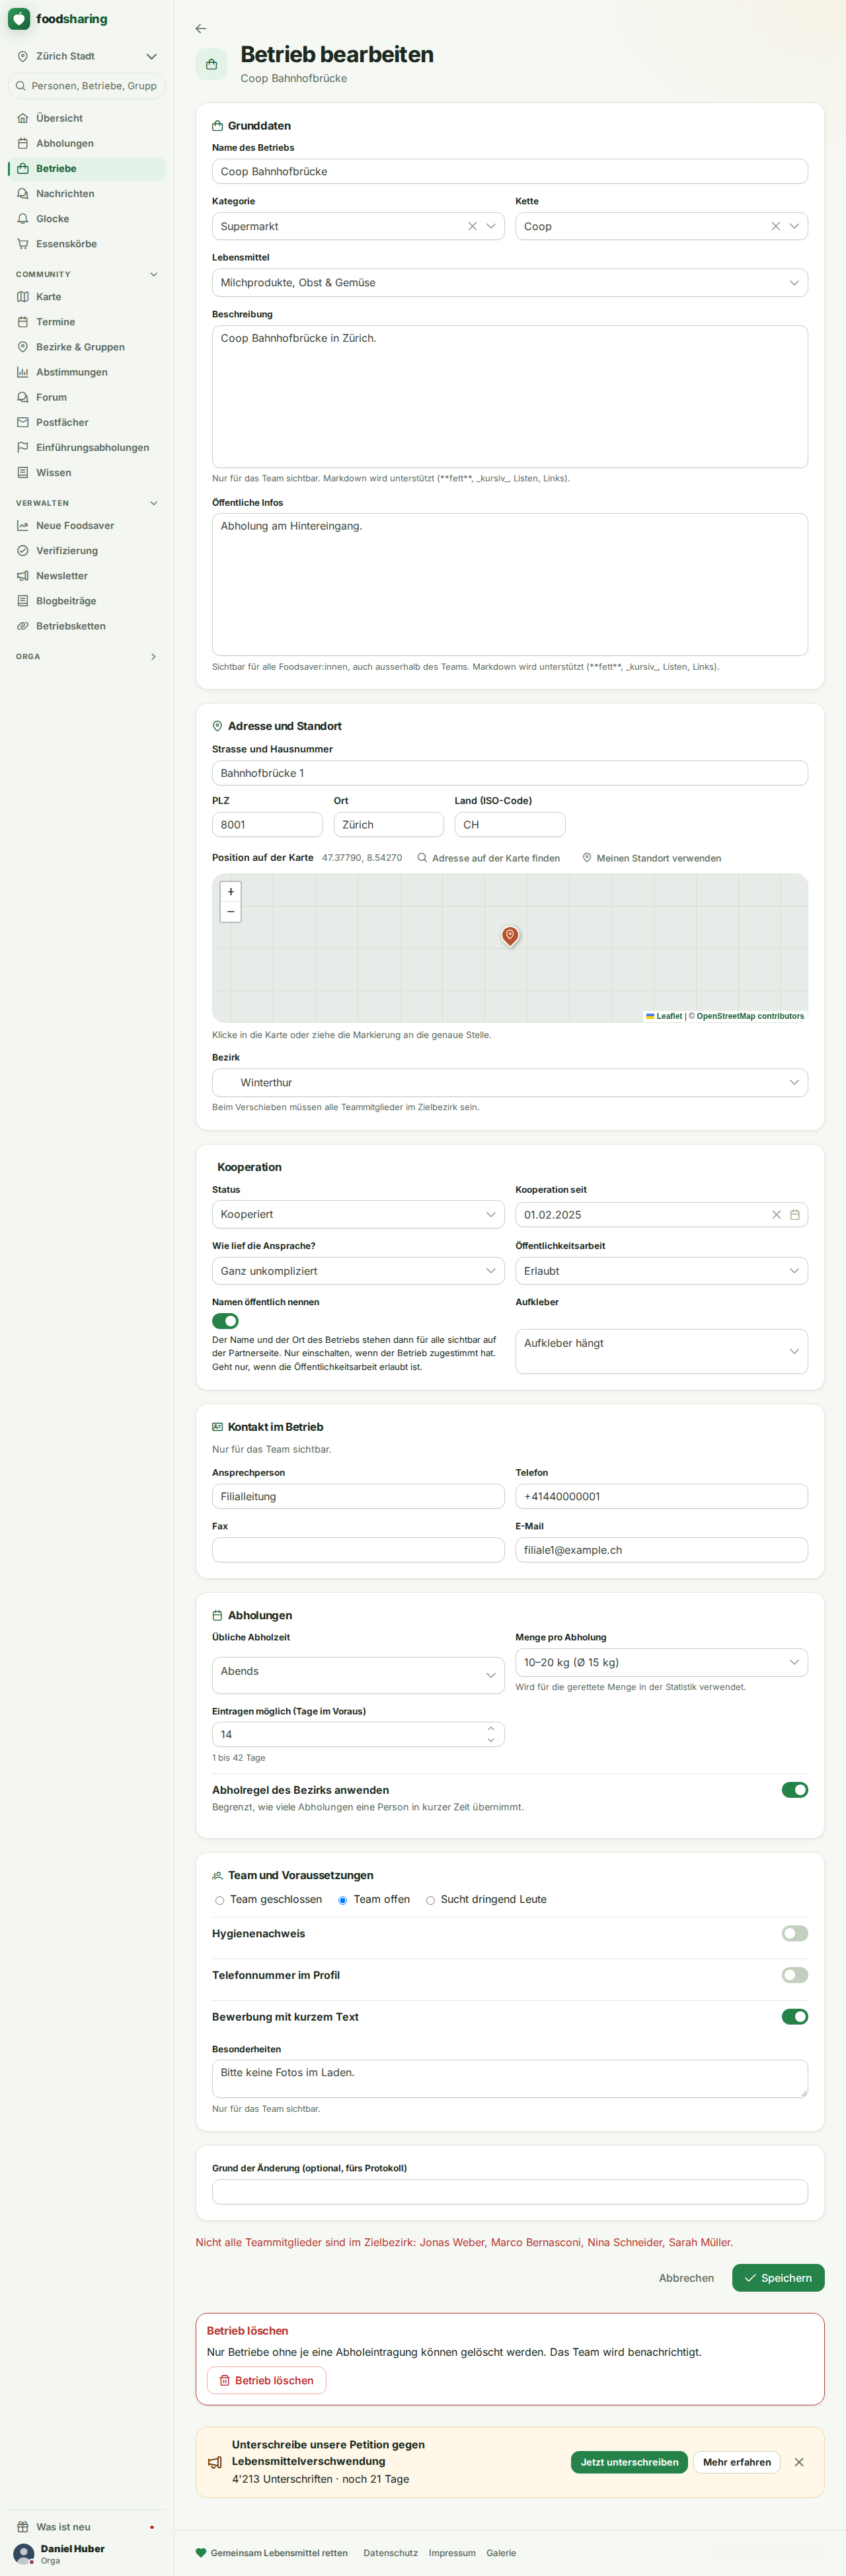 foodsharing
Zürich Stadt
Personen, Betriebe, Grupp
Übersicht
Abholungen
Betriebe
Nachrichten
Glocke
Essenskörbe
COMMUNITY
Karte
Termine
Bezirke & Gruppen
Abstimmungen
Forum
Postfächer
Einführungsabholungen
Wissen
VERWALTEN
Neue Foodsaver
Verifizierung
Newsletter
Blogbeiträge
Betriebsketten
ORGA
Was ist neu
Daniel Huber
Orga
Betrieb bearbeiten
Coop Bahnhofbrücke
Grunddaten
Name des Betriebs
Coop Bahnhofbrücke
Kategorie
Kette
Supermarkt
Coop
Lebensmittel
Milchprodukte, Obst & Gemüse
Beschreibung
Coop Bahnhofbrücke in Zürich.
Nur für das Team sichtbar. Markdown wird unterstützt (**fett**, _kursiv_, Listen, Links).
Öffentliche Infos
Abholung am Hintereingang.
Sichtbar für alle Foodsaver:innen, auch ausserhalb des Teams. Markdown wird unterstützt (**fett**, _kursiv_, Listen, Links).
Adresse und Standort
Strasse und Hausnummer
Bahnhofbrücke 1
PLZ
Ort
Land (ISO-Code)
8001
Zürich
CH
Position auf der Karte 47.37790, 8.54270 Adresse auf der Karte finden Meinen Standort verwenden
+
−
Leaflet | © OpenStreetMap contributors
Klicke in die Karte oder ziehe die Markierung an die genaue Stelle.
Bezirk
Winterthur
Beim Verschieben müssen alle Teammitglieder im Zielbezirk sein.
Kooperation
Status
Kooperation seit
Kooperiert
01.02.2025
Wie lief die Ansprache?
Öffentlichkeitsarbeit
Ganz unkompliziert
Erlaubt
Namen öffentlich nennen
Aufkleber
Der Name und der Ort des Betriebs stehen dann für alle sichtbar auf
der Partnerseite. Nur einschalten, wenn der Betrieb zugestimmt hat.
Geht nur, wenn die Öffentlichkeitsarbeit erlaubt ist.
Aufkleber hängt
Kontakt im Betrieb
Nur für das Team sichtbar.
Ansprechperson
Telefon
Filialleitung
+41440000001
Fax
E-Mail
filiale1@example.ch
Abholungen
Übliche Abholzeit
Menge pro Abholung
Abends
10–20 kg (Ø 15 kg)
Wird für die gerettete Menge in der Statistik verwendet.
Eintragen möglich (Tage im Voraus)
14
1 bis 42 Tage
Abholregel des Bezirks anwenden
Begrenzt, wie viele Abholungen eine Person in kurzer Zeit übernimmt.
Team und Voraussetzungen
Team geschlossen Team offen Sucht dringend Leute
Hygienenachweis
Telefonnummer im Profil
Bewerbung mit kurzem Text
Besonderheiten
Bitte keine Fotos im Laden.
Nur für das Team sichtbar.
Grund der Änderung (optional, fürs Protokoll)
Nicht alle Teammitglieder sind im Zielbezirk: Jonas Weber, Marco Bernasconi, Nina Schneider, Sarah Müller.
Abbrechen
Speichern
Betrieb löschen
Nur Betriebe ohne je eine Abholeintragung können gelöscht werden. Das Team wird benachrichtigt.
Betrieb löschen
Unterschreibe unsere Petition gegen
Lebensmittelverschwendung
4'213 Unterschriften · noch 21 Tage
Jetzt unterschreiben
Mehr erfahren
Gemeinsam Lebensmittel retten Datenschutz Impressum Galerie